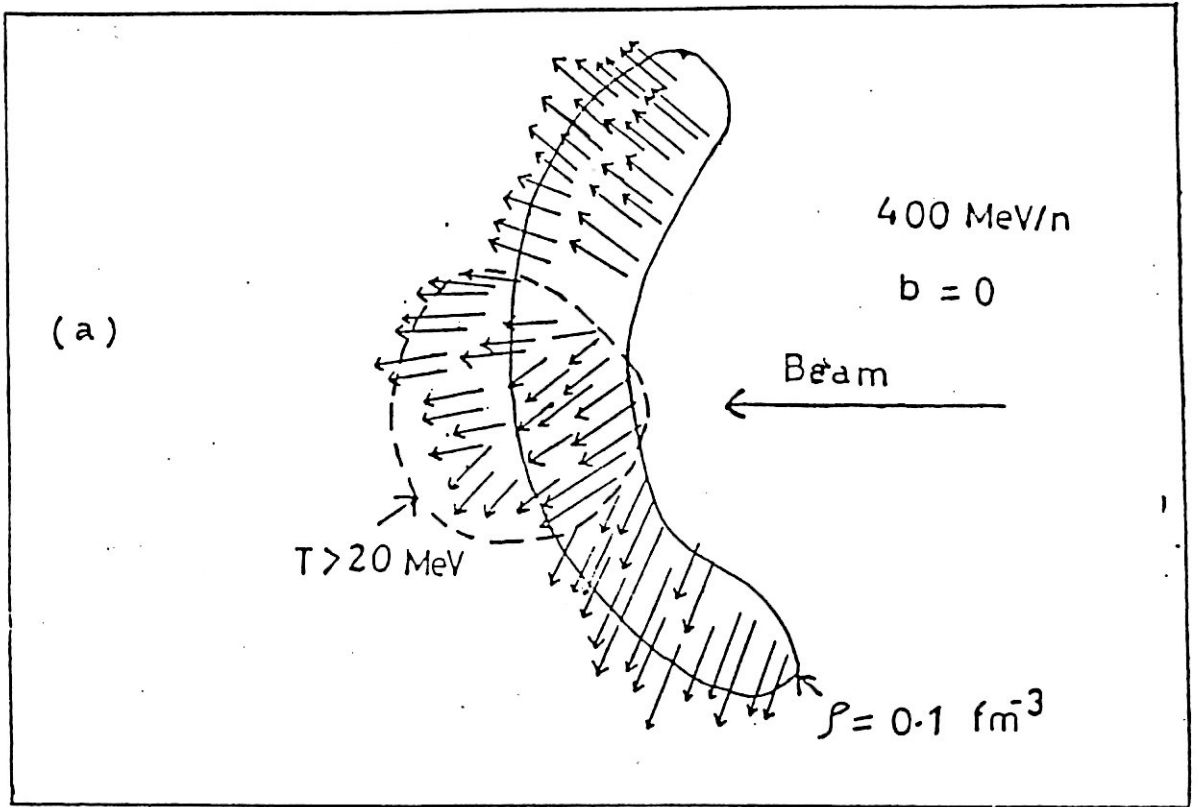 400 MeV/n
b = 0
(a)
Beam
T>20 MeV
ρ = 0.1 fm⁻³